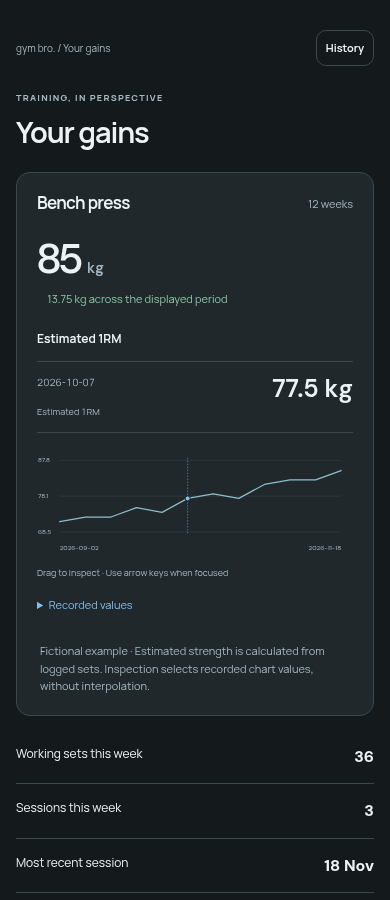 gym bro. / Your gains
History
TRAINING, IN PERSPECTIVE
Your gains
Bench press
12 weeks
85 kg
13.75 kg across the displayed period
Estimated 1RM
2026-10-07
77.5 kg
Estimated 1RM
87.8
78.1
68.5
2026-09-02
2026-11-18
Drag to inspect · Use arrow keys when focused
Recorded values
Fictional example · Estimated strength is calculated from
logged sets. Inspection selects recorded chart values,
without interpolation.
Working sets this week
36
Sessions this week
3
Most recent session
18 Nov